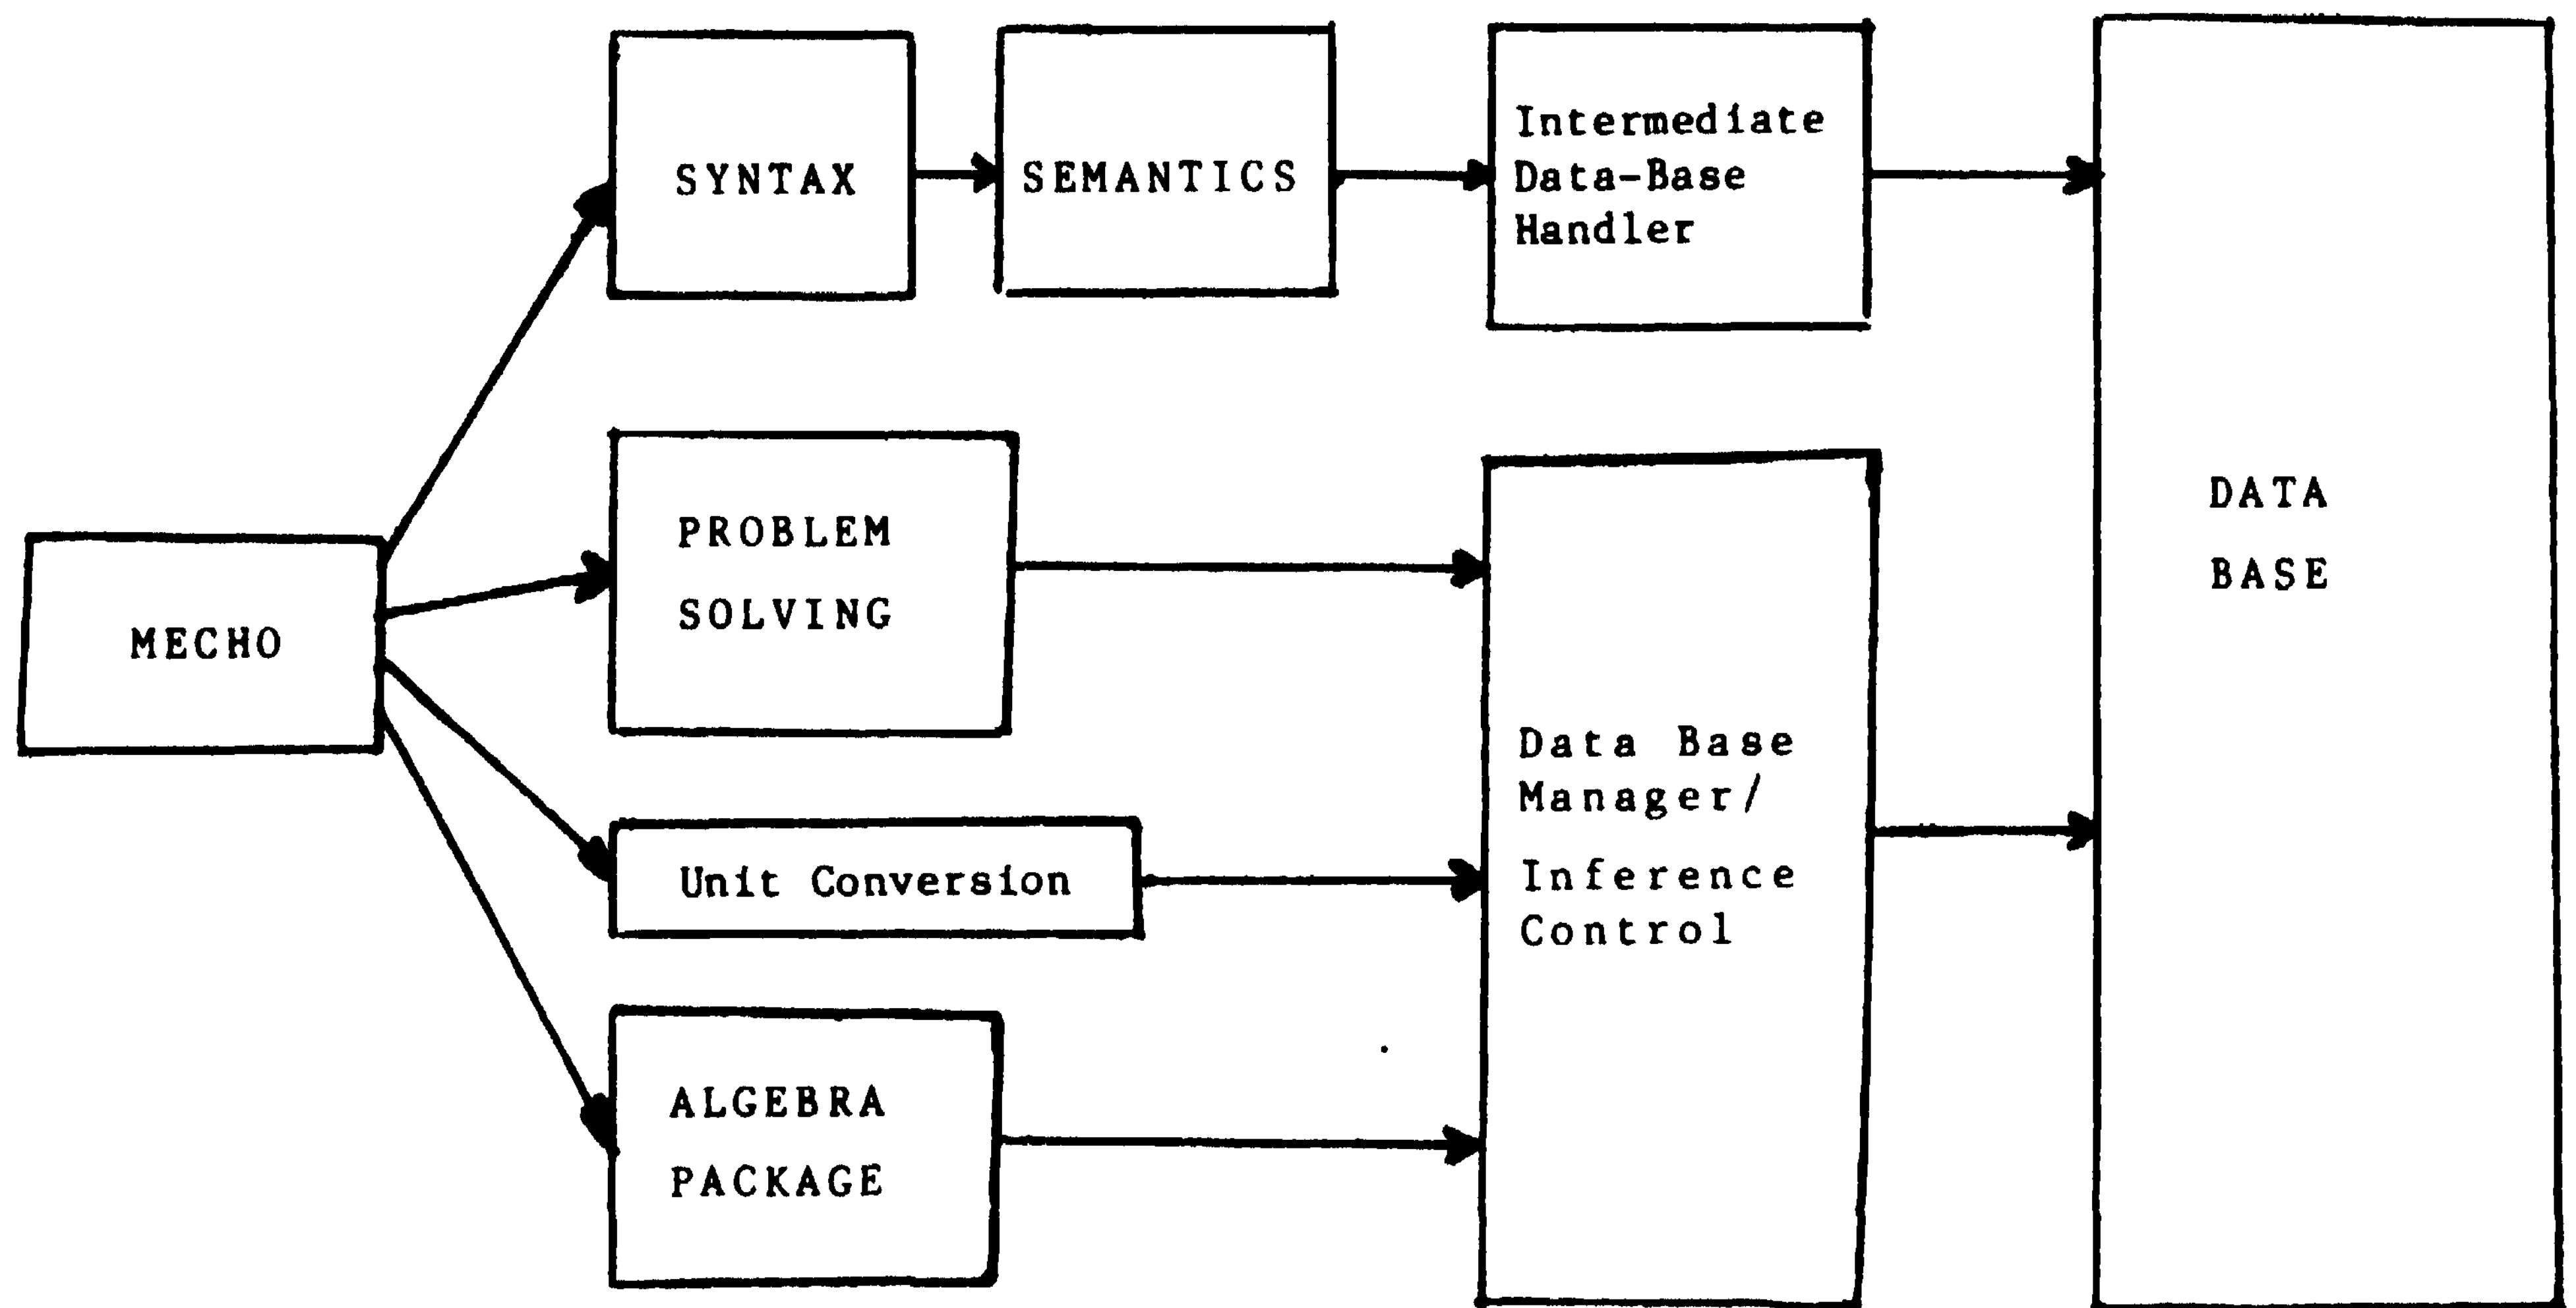 SYNTAX
SEMANTICS
Intermediate
Data-Base
Handler
MECHO
PROBLEM
SOLVING
Unit Conversion
ALGEBRA
PACKAGE
Data Base
Manager/
Inference
Control
DATA
BASE